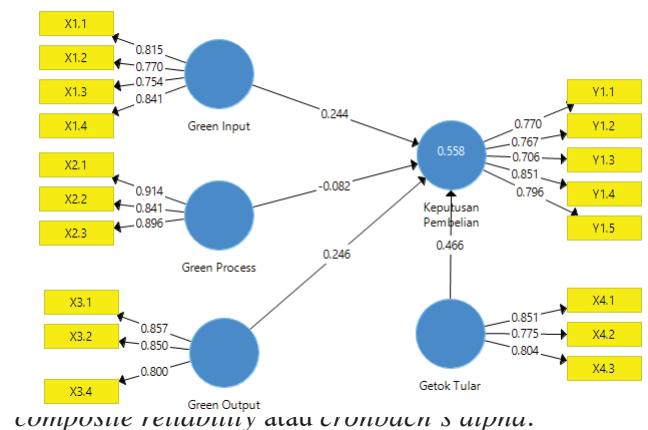 X1.1
X1.2
X1.3
X1.4
0.815
0.770
0.754
0.841
Green Input
0.244
X2.1
X2.2
X2.3
0.914
0.841
0.896
Green Process
-0.082
X3.1
X3.2
X3.4
0.857
0.850
0.800
Green Output
0.246
0.558
Keputusan
Pembelian
0.466
0.770
0.767
0.706
0.851
0.796
Y1.1
Y1.2
Y1.3
Y1.4
Y1.5
Getok Tular
0.851
0.775
0.804
X4.1
X4.2
X4.3
composite reliability atau cronbach's alpha.